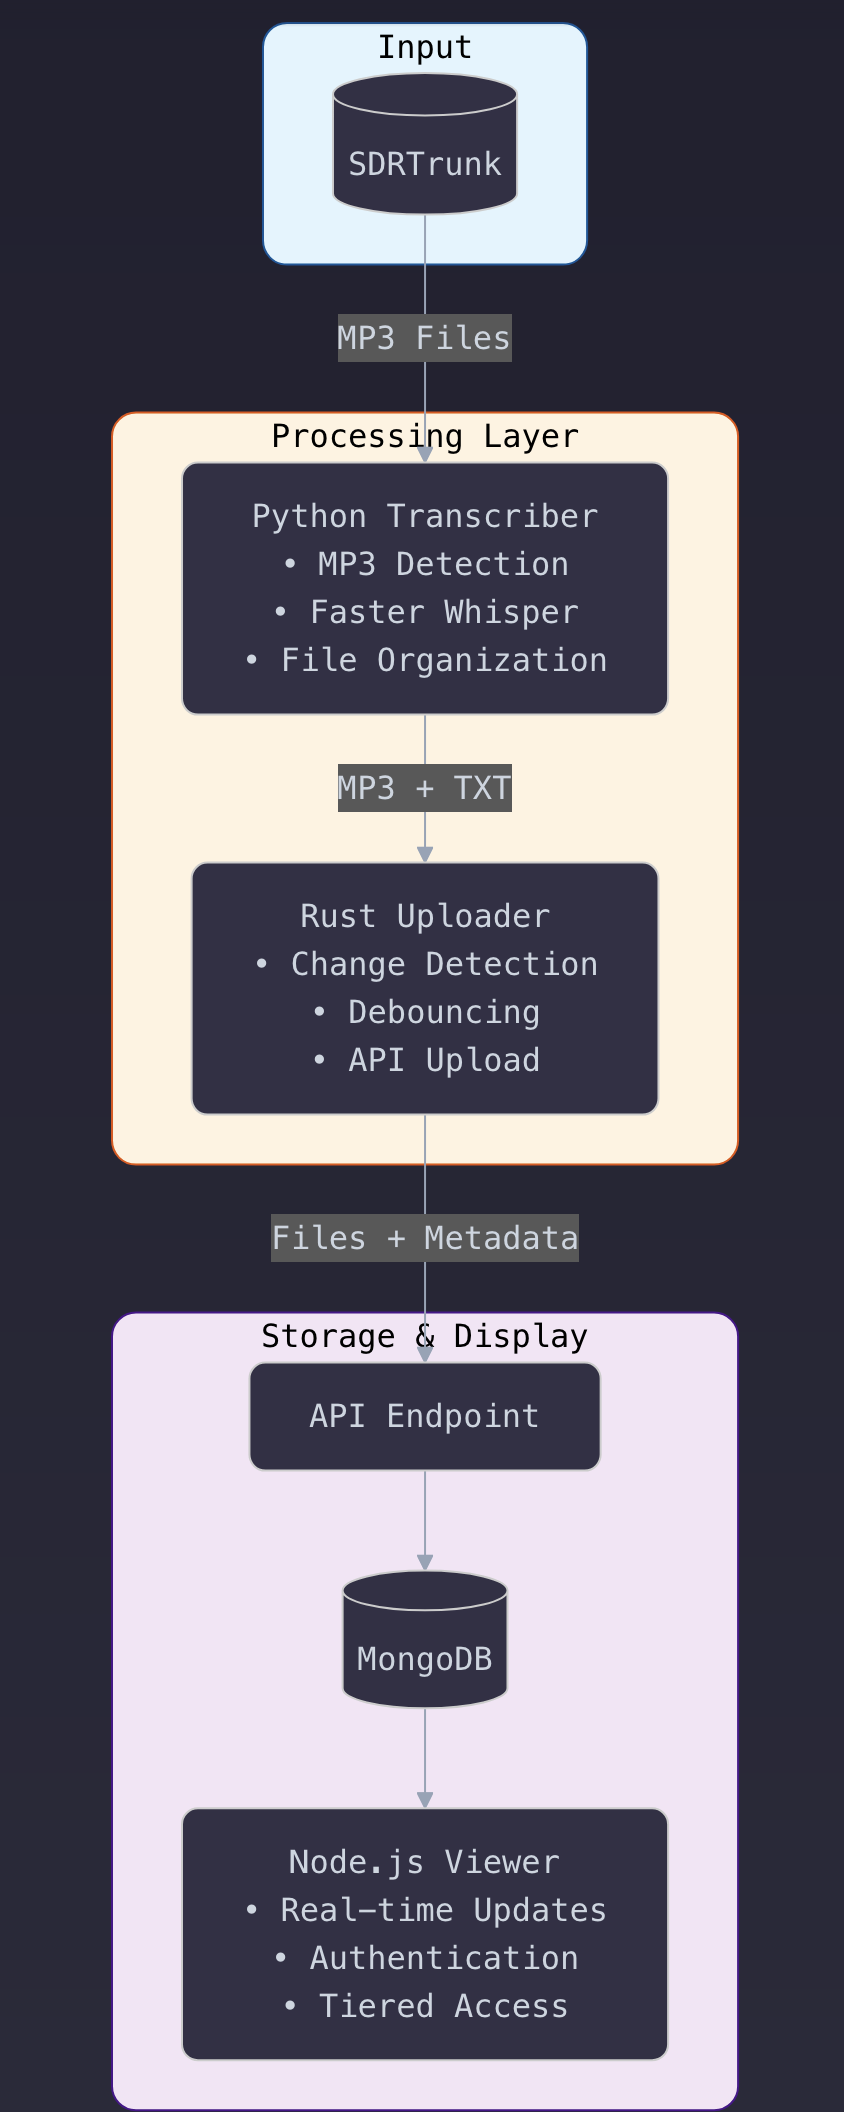 Input
SDRTrunk
MP3 Files
Processing Layer
Python Transcriber
• MP3 Detection
• Faster Whisper
• File Organization
MP3 + TXT
Rust Uploader
• Change Detection
• Debouncing
• API Upload
Files + Metadata
Storage & Display
API Endpoint
MongoDB
Node.js Viewer
• Real-time Updates
• Authentication
• Tiered Access